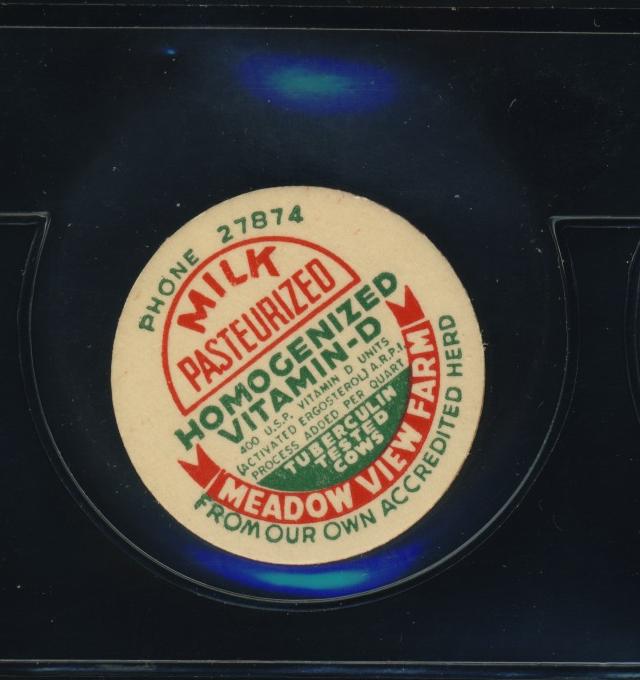 PHONE 27874
MILK
PASTEURIZED
HOMOGENIZED
VITAMIN-D
400 U.S.P. VITAMIN D UNITS
(ACTIVATED ERGOSTEROL) A.R.P.I.
PROCESS ADDED PER QUART
TUBERCULIN
TESTED
COWS
MEADOW VIEW FARM
FROM OUR OWN ACCREDITED HERD